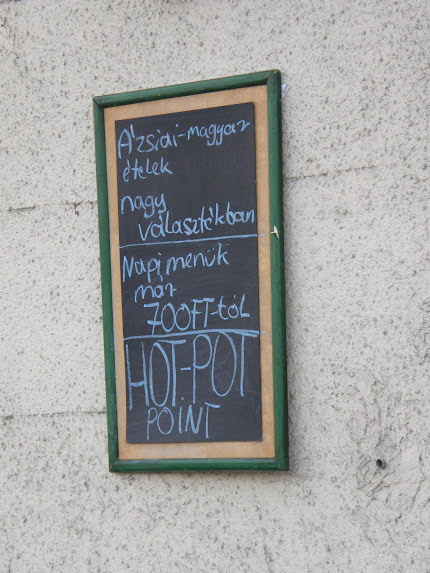 Ázsiai-magyar
ételek
nagy
választékban
Napi menük
már
700FT-tól
HOT-POT
POINT